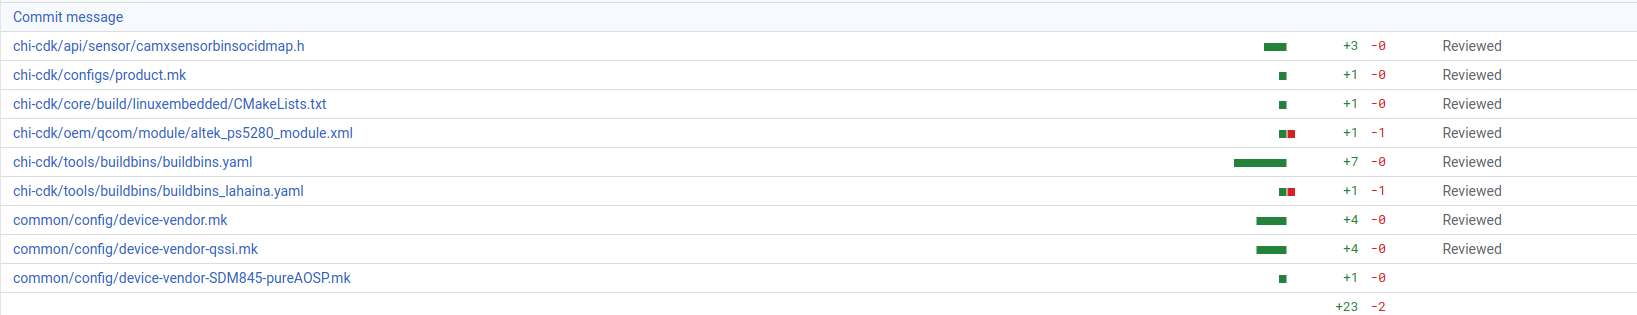 Commit message
chi-cdk/api/sensor/camxsensorbinsocidmap.h +3 -0 Reviewed
chi-cdk/configs/product.mk +1 -0 Reviewed
chi-cdk/core/build/linuxembedded/CMakeLists.txt +1 -0 Reviewed
chi-cdk/oem/qcom/module/altek_ps5280_module.xml +1 -1 Reviewed
chi-cdk/tools/buildbins/buildbins.yaml +7 -0 Reviewed
chi-cdk/tools/buildbins/buildbins_lahaina.yaml +1 -1 Reviewed
common/config/device-vendor.mk +4 -0 Reviewed
common/config/device-vendor-qssi.mk +4 -0 Reviewed
common/config/device-vendor-SDM845-pureAOSP.mk +1 -0
+23 -2